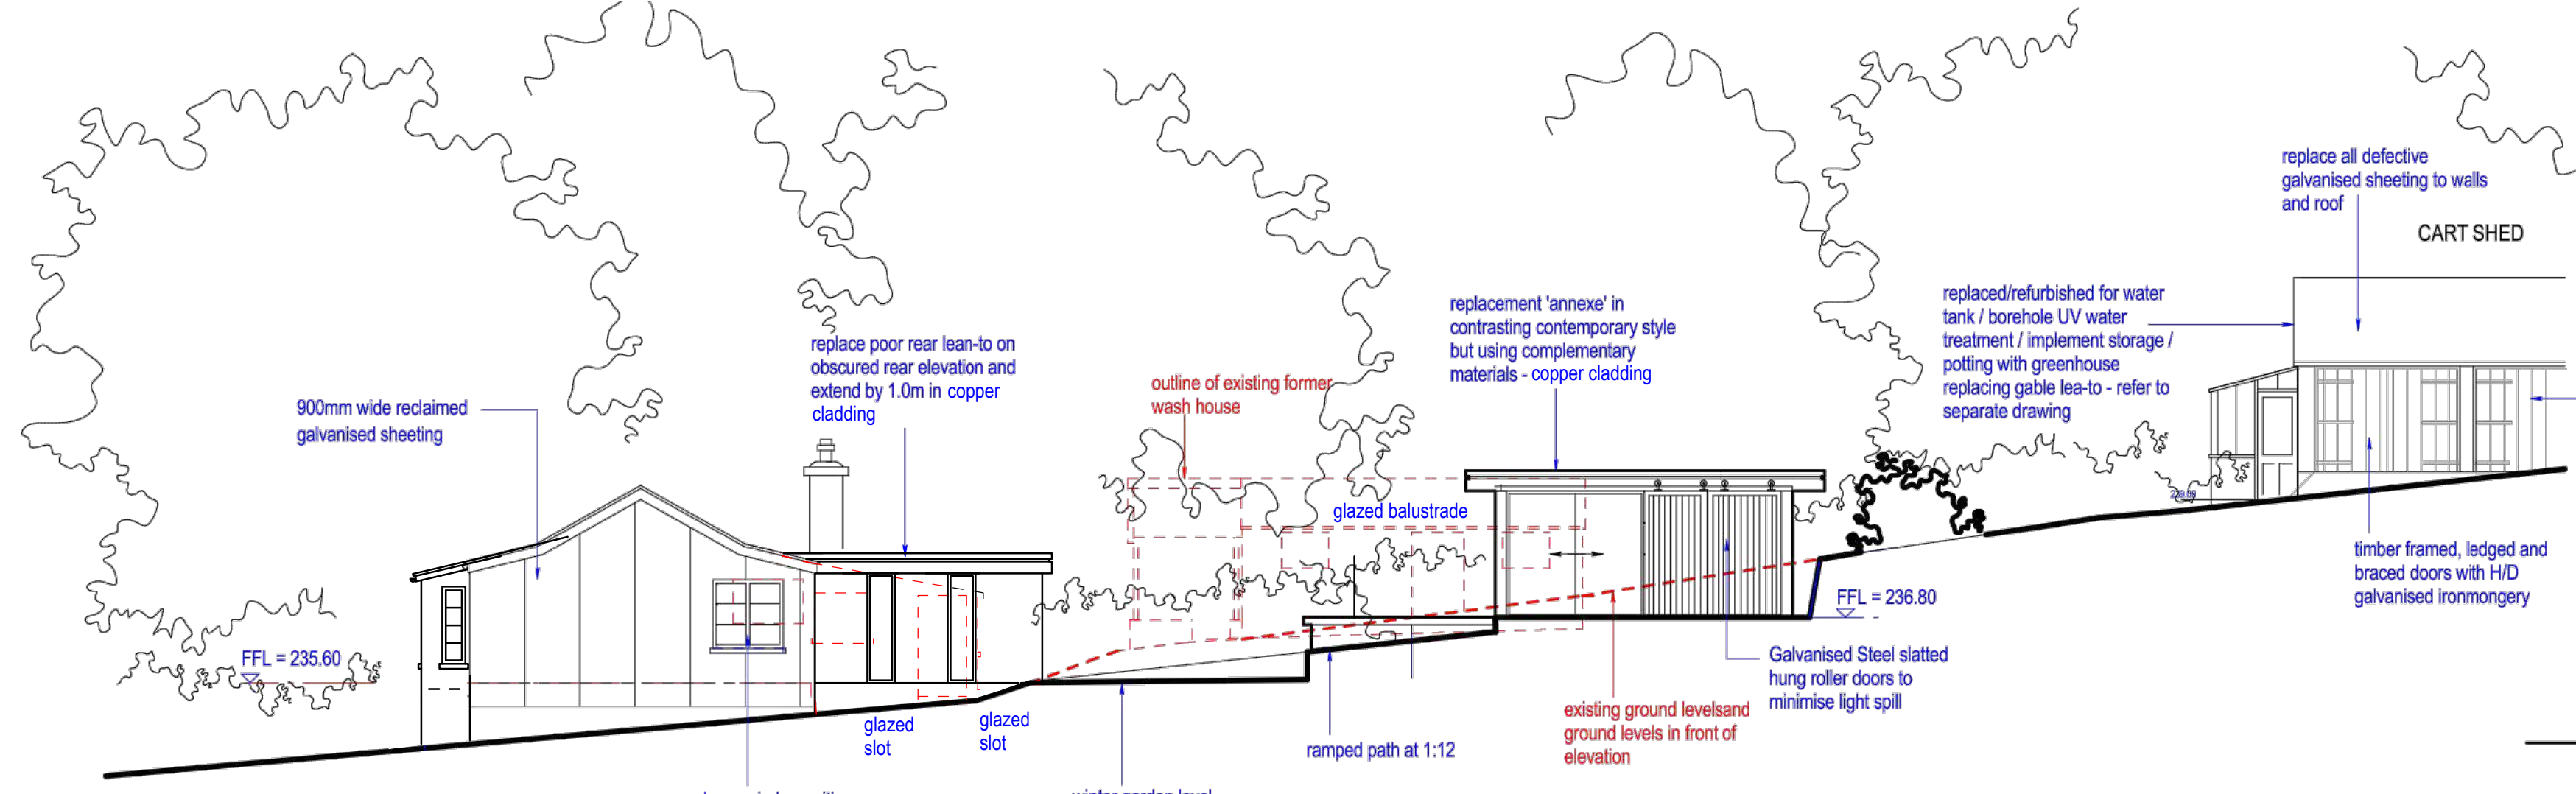 replace all defective
galvanised sheeting to walls
and roof
CART SHED
replaced/refurbished for water
tank / borehole UV water
treatment / implement storage /
potting with greenhouse
replacing gable lea-to - refer to
separate drawing
replacement 'annexe' in
contrasting contemporary style
but using complementary
materials - copper cladding
replace poor rear lean-to on
obscured rear elevation and
extend by 1.0m in copper
cladding
outline of existing former
wash house
900mm wide reclaimed
galvanised sheeting
glazed balustrade
timber framed, ledged and
braced doors with H/D
galvanised ironmongery
FFL = 236.80
FFL = 235.60
Galvanised Steel slatted
hung roller doors to
minimise light spill
existing ground levelsand
ground levels in front of
elevation
glazed
slot
glazed
slot
ramped path at 1:12
winter garden level